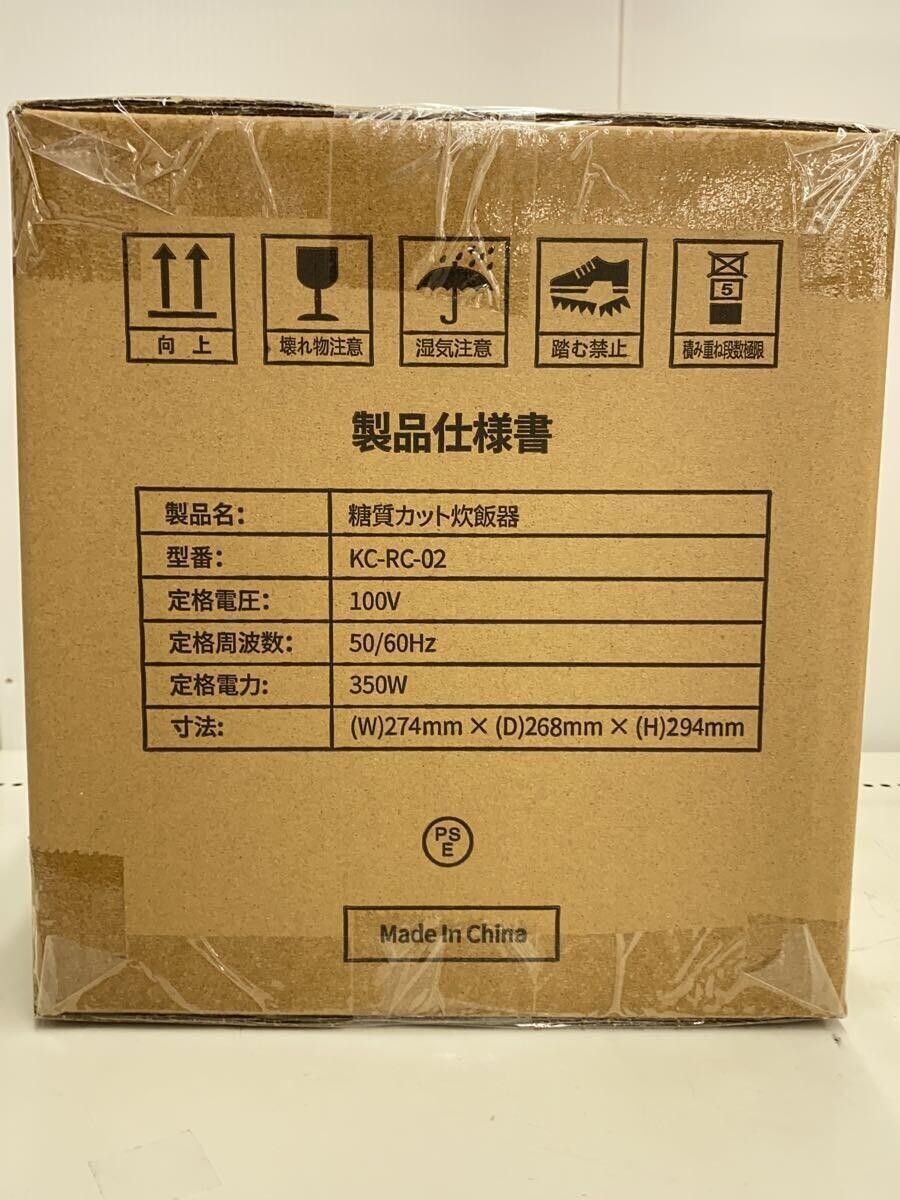 向上
壊れ物注意
湿気注意
踏む禁止
5
積み重ね段数極限
製品仕様書
製品名: 糖質カット炊飯器
型番: KC-RC-02
定格電圧: 100V
定格周波数: 50/60Hz
定格電力: 350W
寸法: (W)274mm × (D)268mm × (H)294mm
PS
E
Made In China